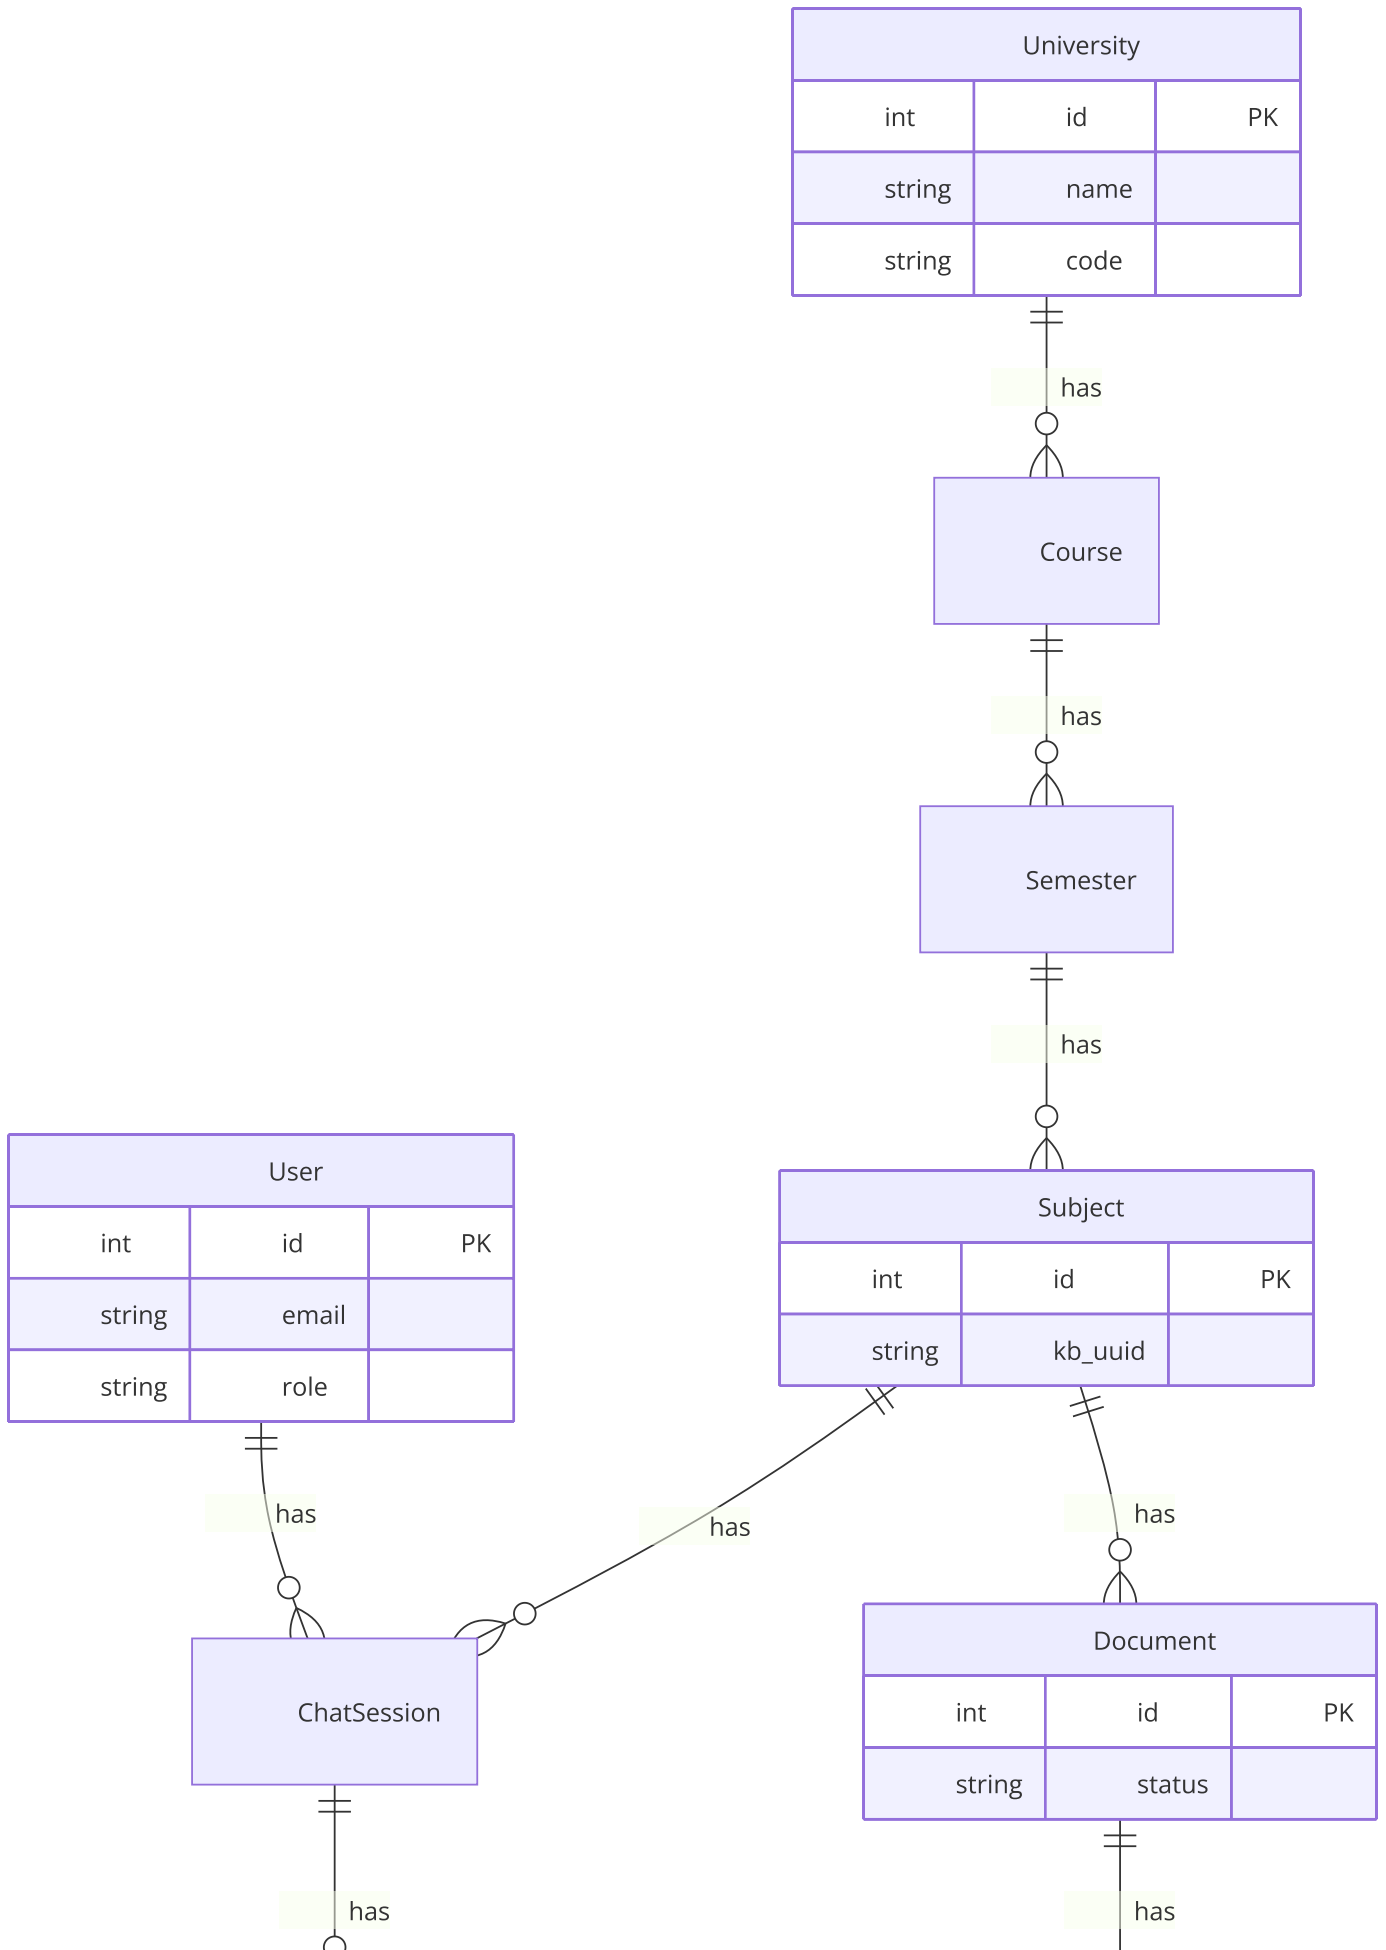 University
int id PK
string name
string code
has
Course
has
Semester
has
User
int id PK
string email
string role
Subject
int id PK
string kb_uuid
has
has
has
ChatSession
Document
int id PK
string status
has
has